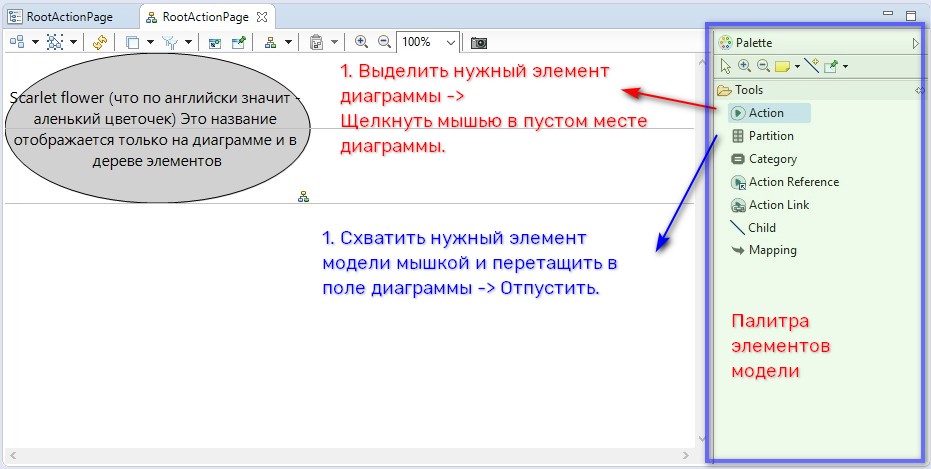 RootActionPage
RootActionPage
100%
Palette
Tools
Action
Partition
Category
Action Reference
Action Link
Child
Mapping
Scarlet flower (что по английски значит -
аленький цветочек) Это название
отображается только на диаграмме и в
дереве элементов
1. Выделить нужный элемент
диаграммы ->
Щелкнуть мышью в пустом месте
диаграммы.
1. Схватить нужный элемент
модели мышкой и перетащить в
поле диаграммы -> Отпустить.
Палитра
элементов
модели